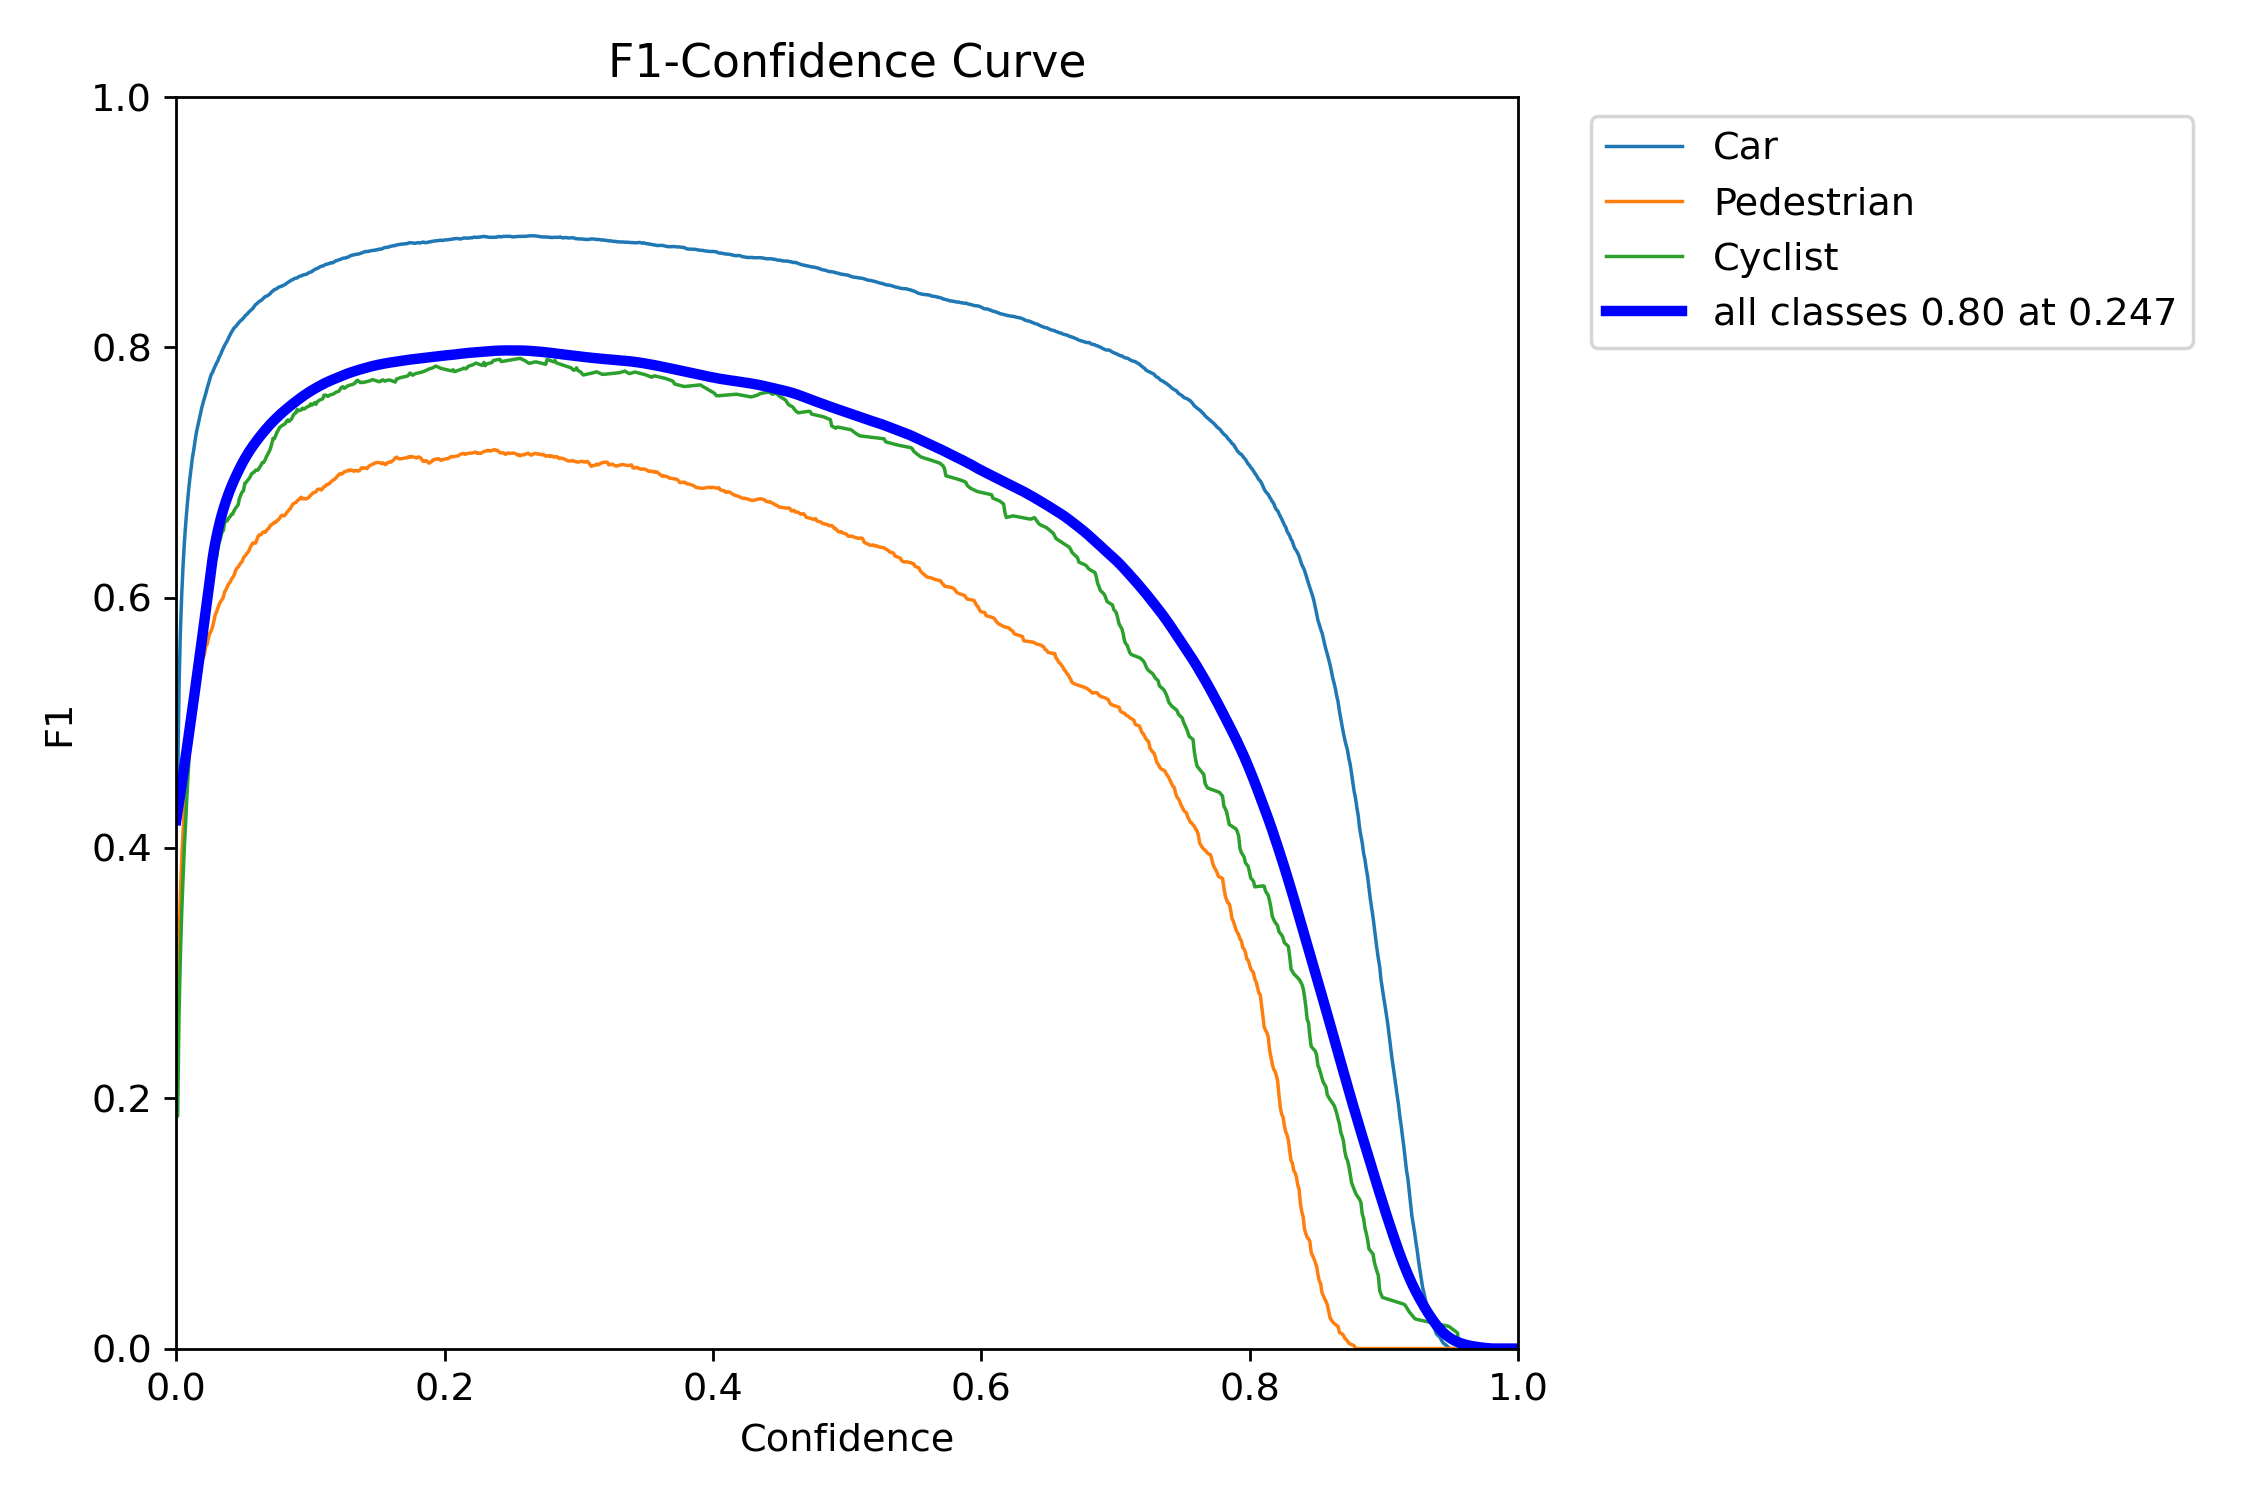 F1-Confidence Curve
1.0
0.8
0.6
0.4
0.2
0.0
F1
0.0 0.2 0.4 0.6 0.8 1.0
Confidence
Car
Pedestrian
Cyclist
all classes 0.80 at 0.247